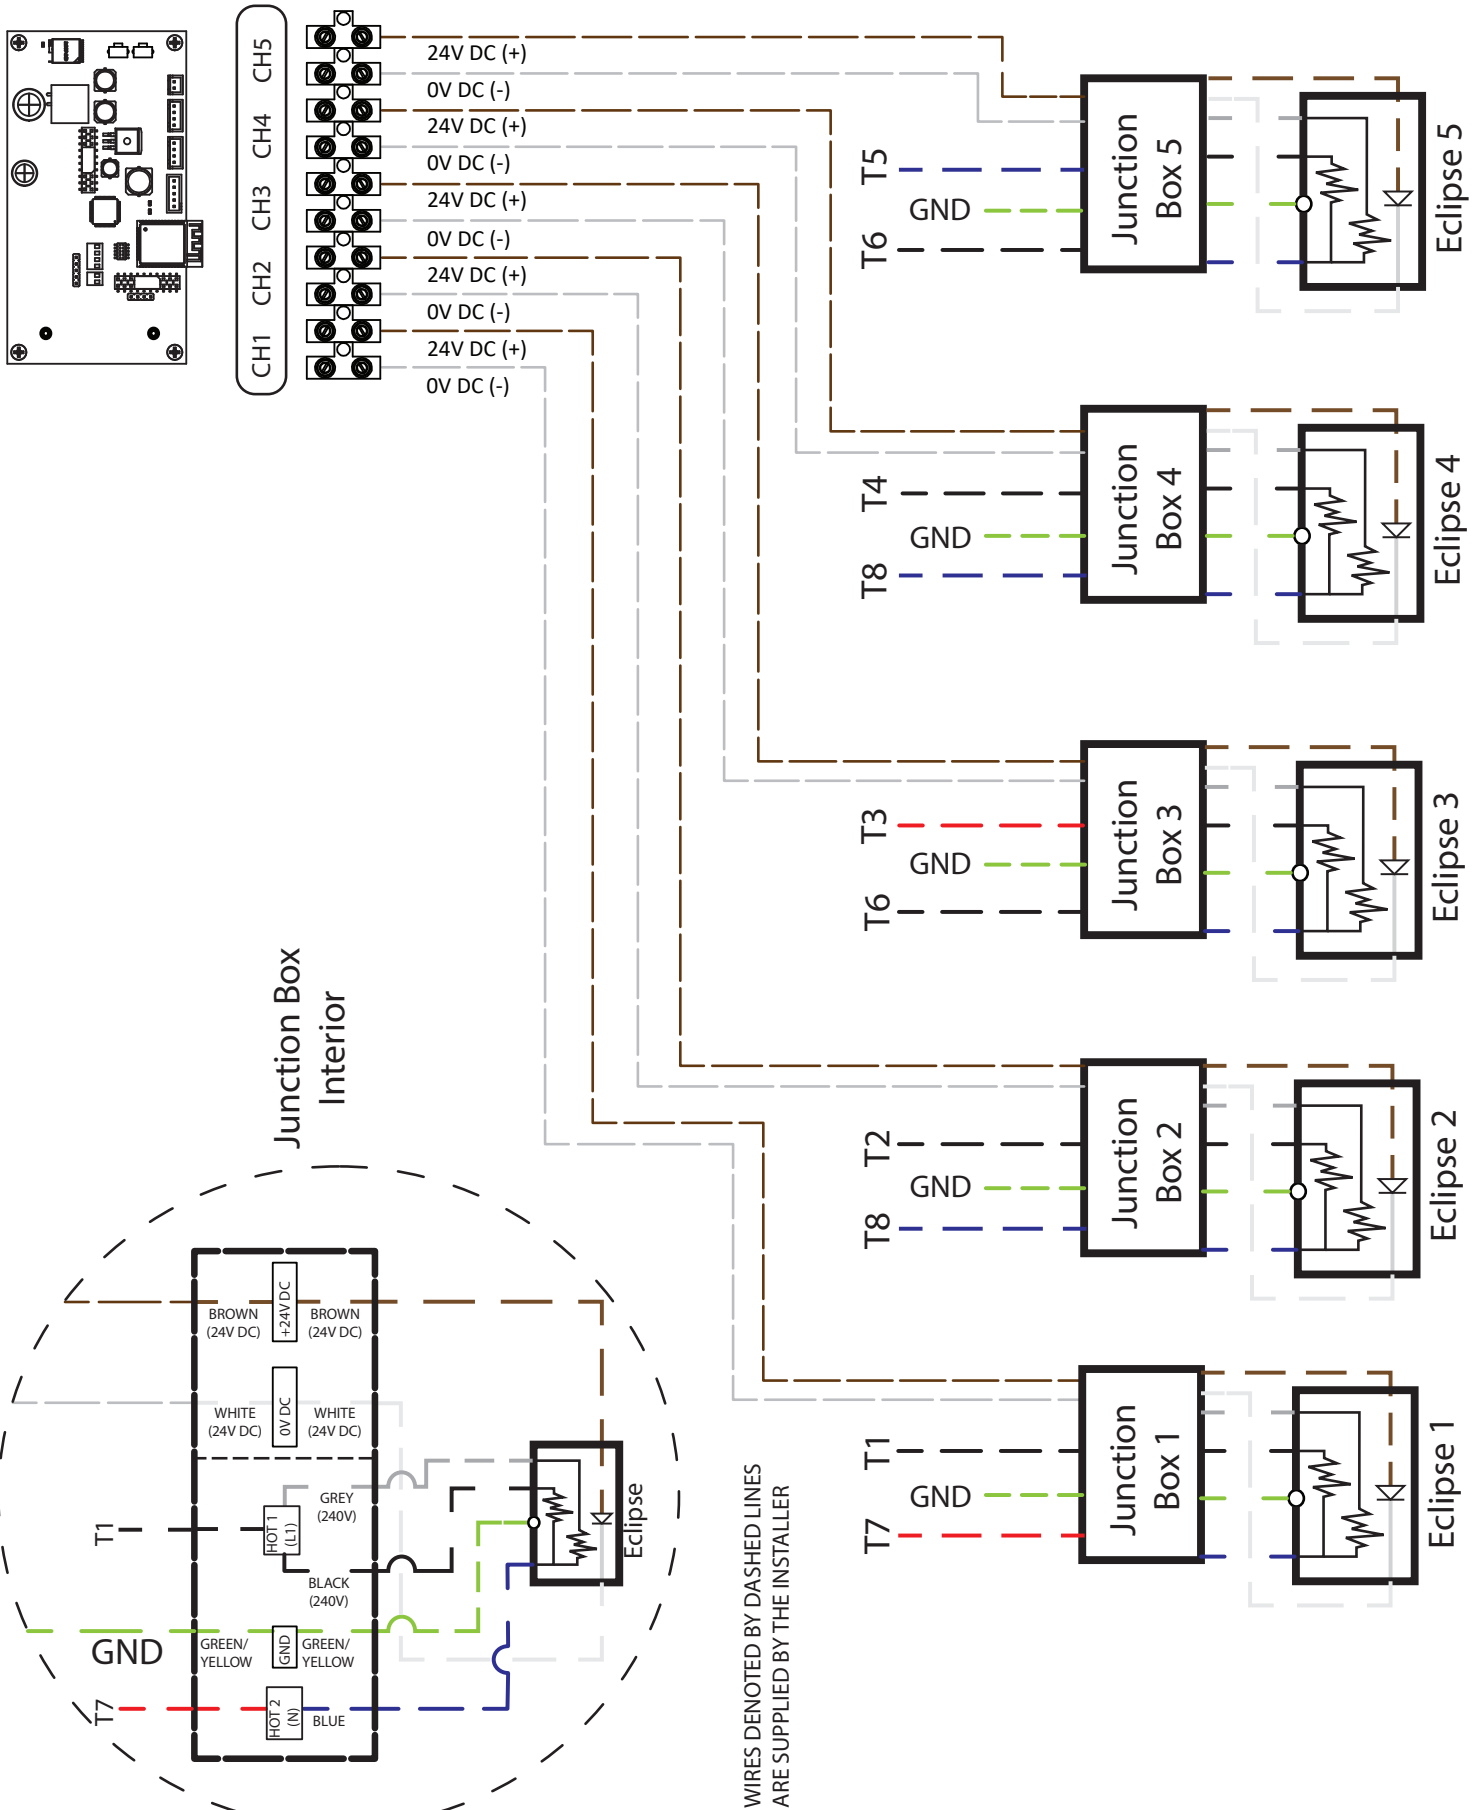 CH5
CH4
CH3
CH2
CH1
24V DC (+)
0V DC (-)
24V DC (+)
0V DC (-)
24V DC (+)
0V DC (-)
24V DC (+)
0V DC (-)
24V DC (+)
0V DC (-)
T5
GND
T6
Junction
Box 5
Eclipse 5
T4
GND
T8
Junction
Box 4
Eclipse 4
T3
GND
T6
Junction
Box 3
Eclipse 3
T2
GND
T8
Junction
Box 2
Eclipse 2
T1
GND
T7
Junction
Box 1
Eclipse 1
Junction Box
Interior
BROWN
(24V DC)
+24V DC
BROWN
(24V DC)
WHITE
(24V DC)
0V DC
WHITE
(24V DC)
T1
HOT 1
(L1)
GREY
(240V)
BLACK
(240V)
GND
GREEN/
YELLOW
GND
GREEN/
YELLOW
T7
HOT 2
(N)
BLUE
Eclipse
WIRES DENOTED BY DASHED LINES
ARE SUPPLIED BY THE INSTALLER